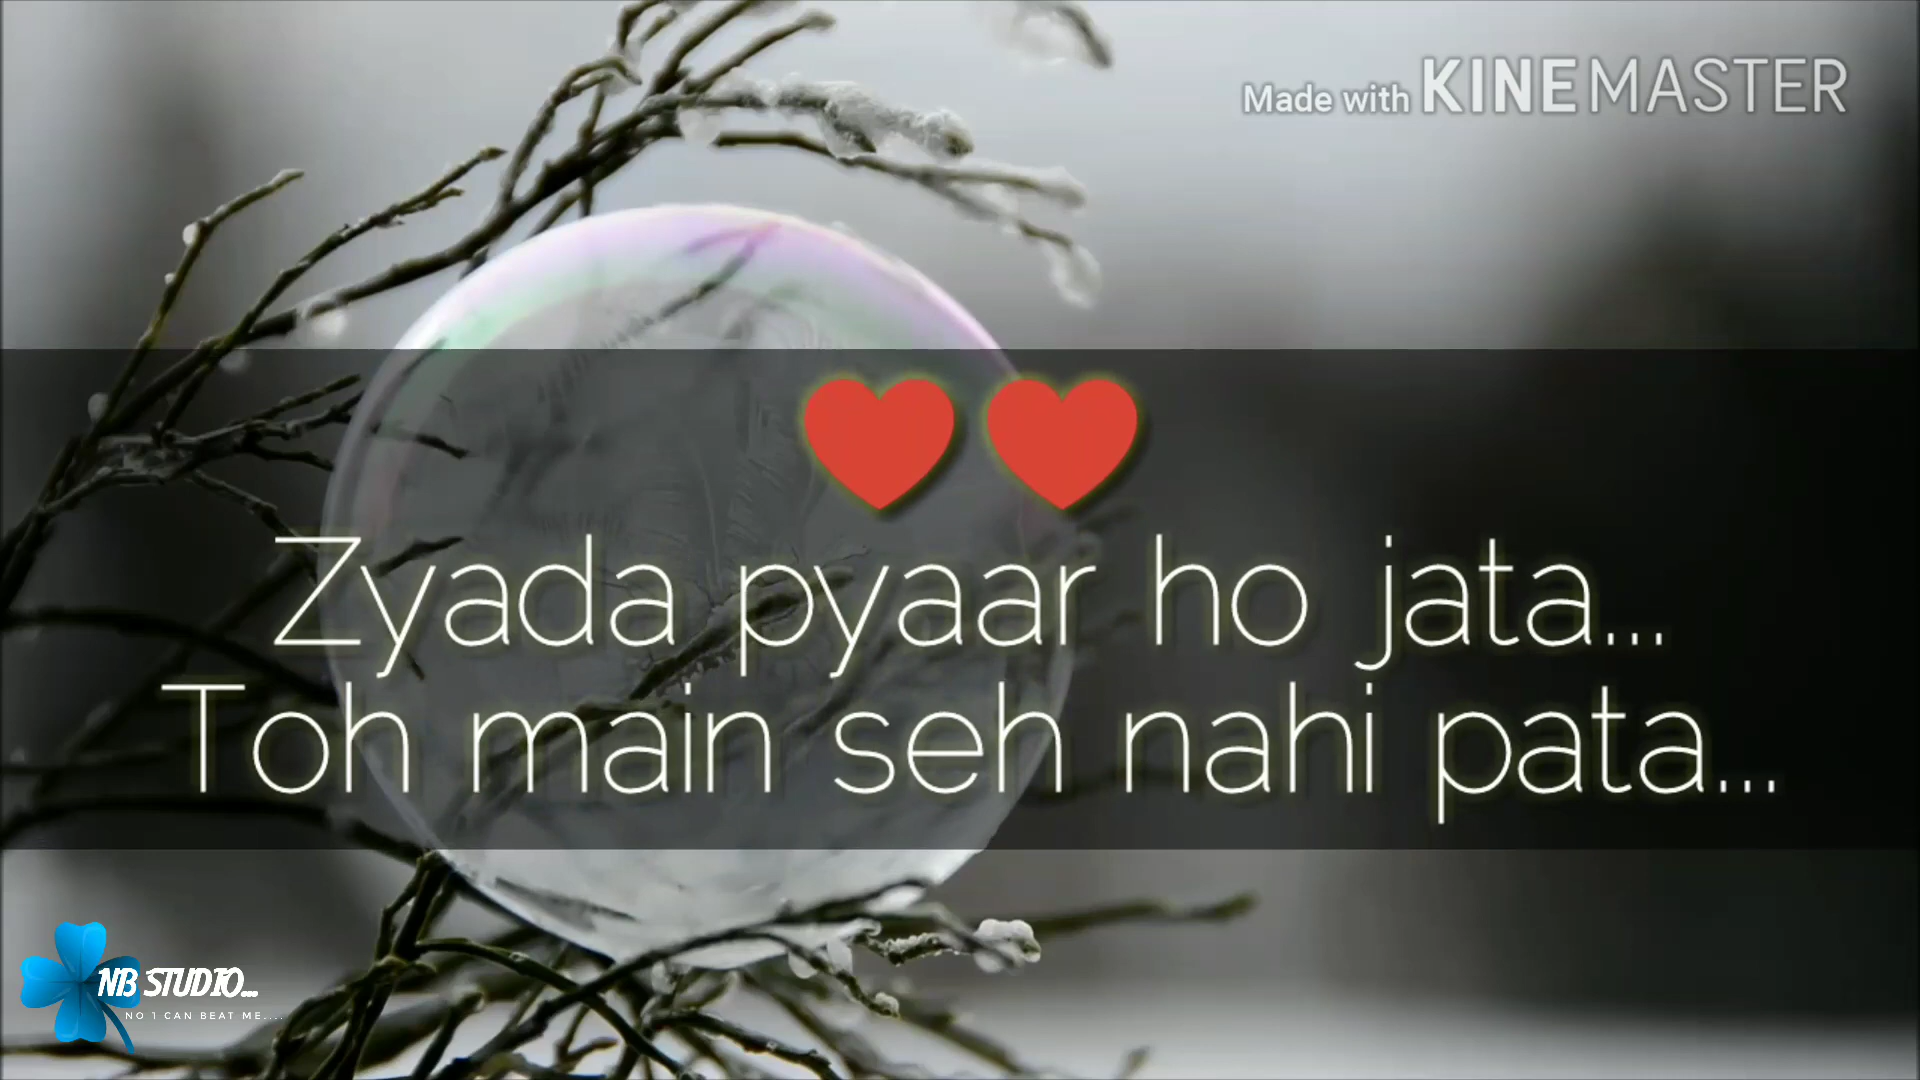 Made with KINEMASTER
Zyada pyaar ho jata...
Toh main seh nahi pata...
NB STUDIO...
NO 1 CAN BEAT ME....